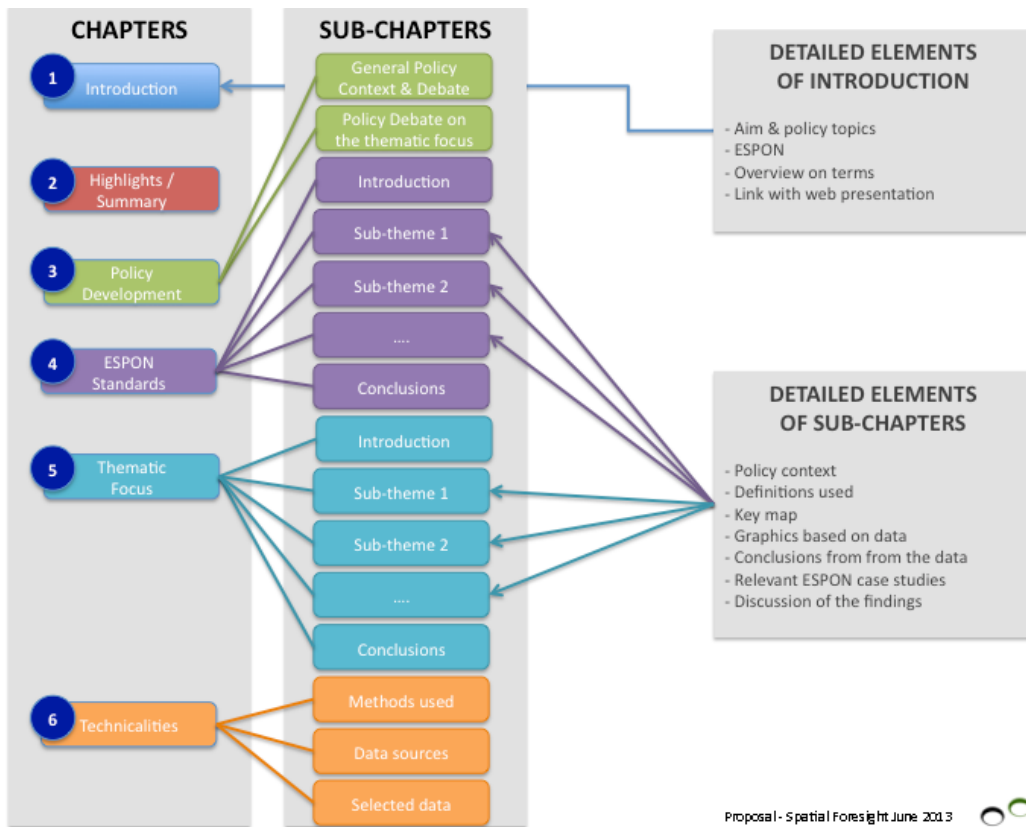 CHAPTERS
1
Introduction
2
Highlights /
Summary
3
Policy
Development
4
ESPON
Standards
5
Thematic
Focus
6
Technicalities
SUB-CHAPTERS
General Policy
Context & Debate
Policy Debate on
the thematic focus
Introduction
Sub-theme 1
Sub-theme 2
....
Conclusions
Introduction
Sub-theme 1
Sub-theme 2
....
Conclusions
Methods used
Data sources
Selected data
DETAILED ELEMENTS
OF INTRODUCTION
- Aim & policy topics
- ESPON
- Overview on terms
- Link with web presentation
DETAILED ELEMENTS
OF SUB-CHAPTERS
- Policy context
- Definitions used
- Key map
- Graphics based on data
- Conclusions from from the data
- Relevant ESPON case studies
- Discussion of the findings
Proposal - Spatial Foresight June 2013